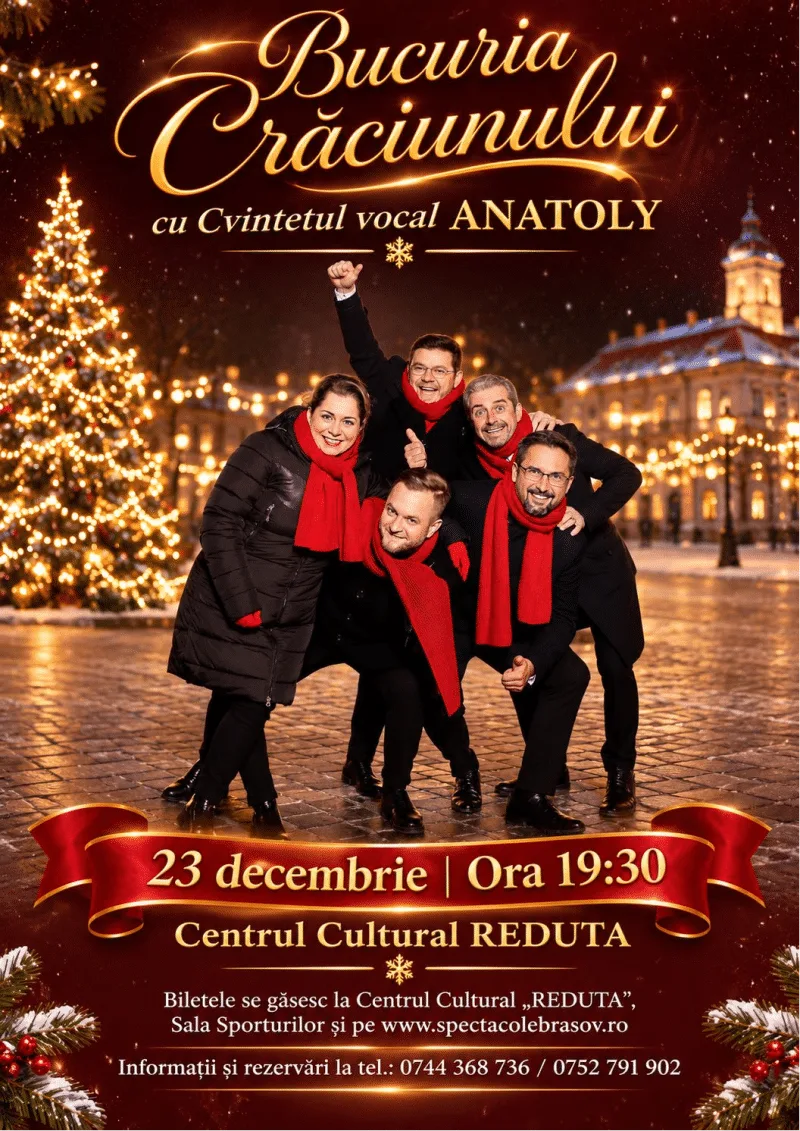 Bucuria
Crăciunului
cu Cvintetul vocal ANATOLY
23 decembrie | Ora 19:30
Centrul Cultural REDUTA
Biletele se găsesc la Centrul Cultural „REDUTA”,
Sala Sporturilor și pe www.spectacolebrasov.ro
Informații și rezervări la tel.: 0744 368 736 / 0752 791 902